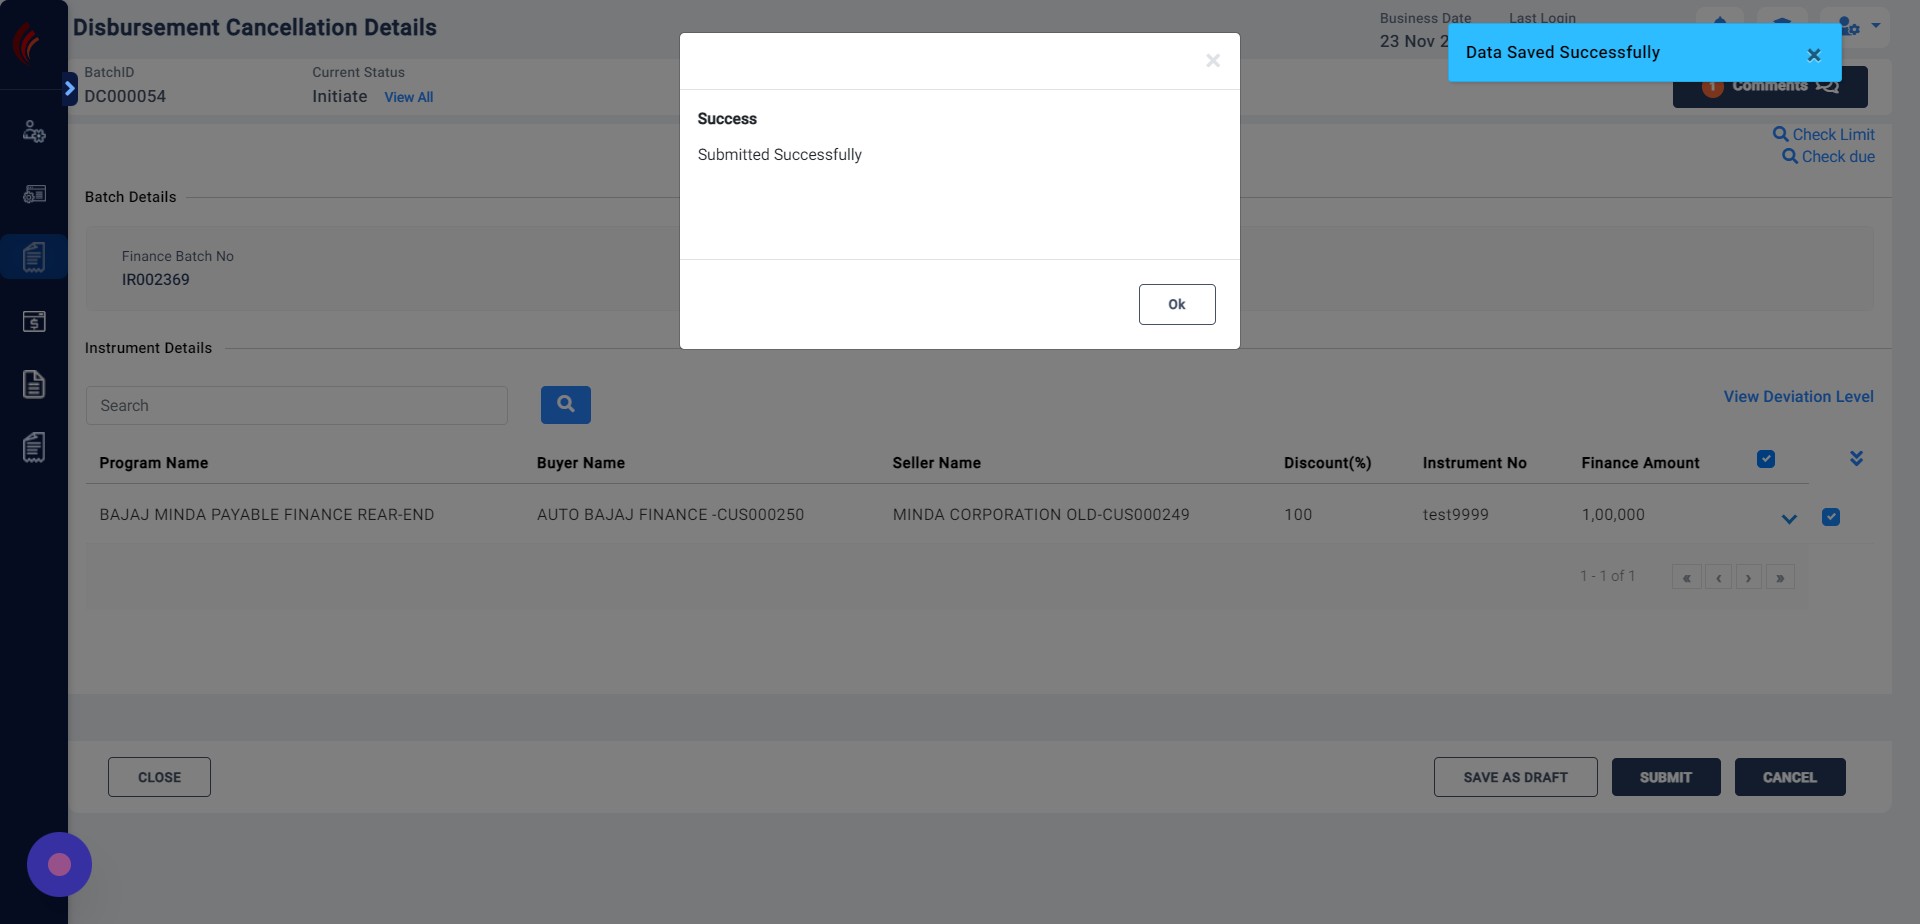 Disbursement Cancellation Details
Business Date
Last Login
23 Nov 2
Data Saved Successfully
BatchID
DC000054
Current Status
Initiate View All
1 Comments
Success
Submitted Successfully
Ok
Check Limit
Check due
Batch Details
Finance Batch No
IR002369
Instrument Details
Search
View Deviation Level
Program Name Buyer Name Seller Name Discount(%) Instrument No Finance Amount
BAJAJ MINDA PAYABLE FINANCE REAR-END AUTO BAJAJ FINANCE -CUS000250 MINDA CORPORATION OLD-CUS000249 100 test9999 1,00,000
1 - 1 of 1 « ‹ › »
CLOSE SAVE AS DRAFT SUBMIT CANCEL